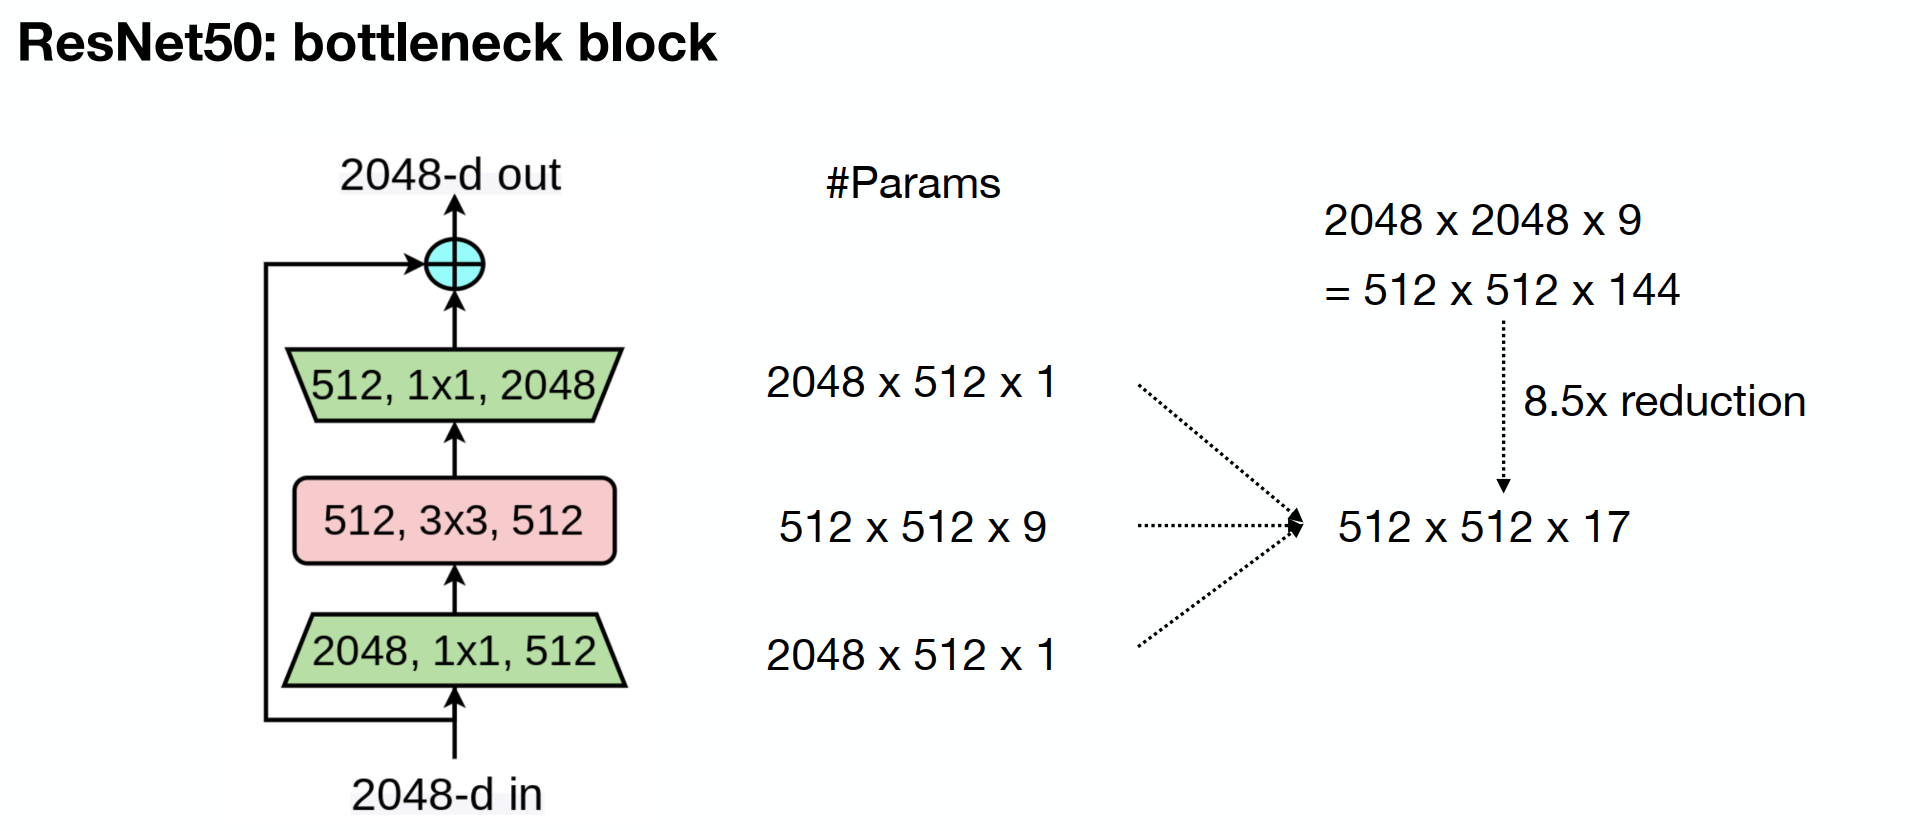 ResNet50: bottleneck block
2048-d out
512, 1x1, 2048
512, 3x3, 512
2048, 1x1, 512
2048-d in
#Params
2048 x 512 x 1
512 x 512 x 9
2048 x 512 x 1
2048 x 2048 x 9
= 512 x 512 x 144
8.5x reduction
512 x 512 x 17